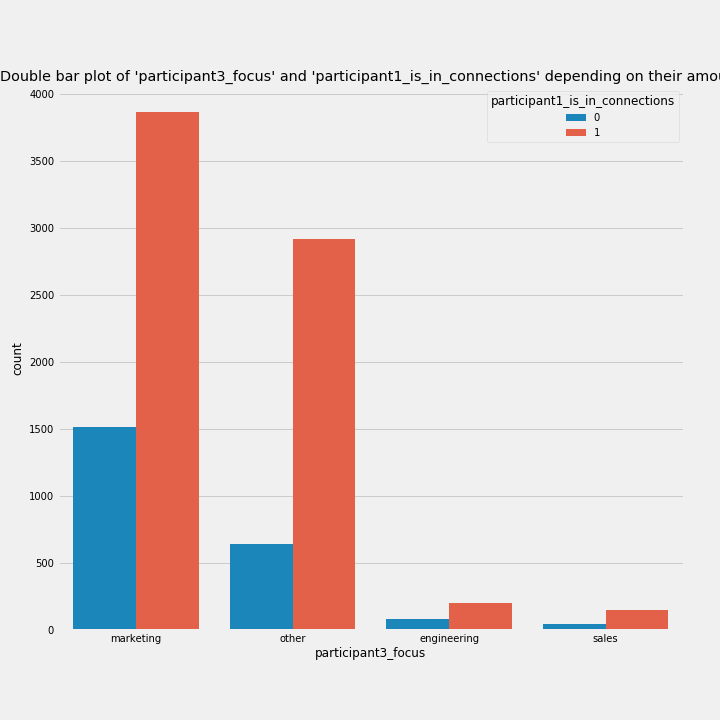 Double bar plot of 'participant3_focus' and 'participant1_is_in_connections' depending on their
participant1_is_in_connections
0
1
4000
3500
3000
2500
2000
1500
1000
500
0
count
marketing
other
engineering
sales
participant3_focus